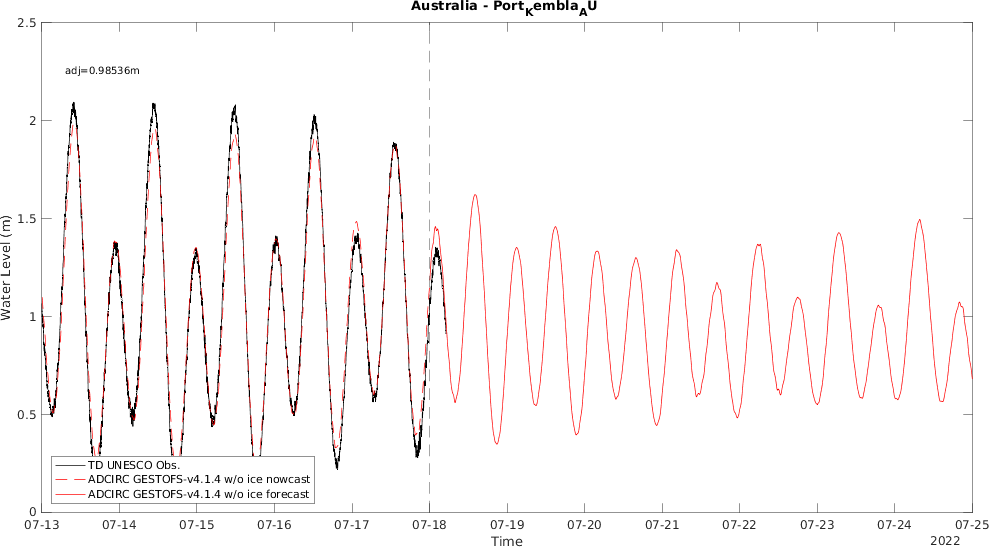 Australia - PortKemblaAU
adj=0.98536m
Water Level (m)
2.5
2
1.5
1
0.5
0
TD UNESCO Obs.
ADCIRC GESTOFS-v4.1.4 w/o ice nowcast
ADCIRC GESTOFS-v4.1.4 w/o ice forecast
07-13 07-14 07-15 07-16 07-17 07-18 07-19 07-20 07-21 07-22 07-23 07-24 07-25
Time
2022